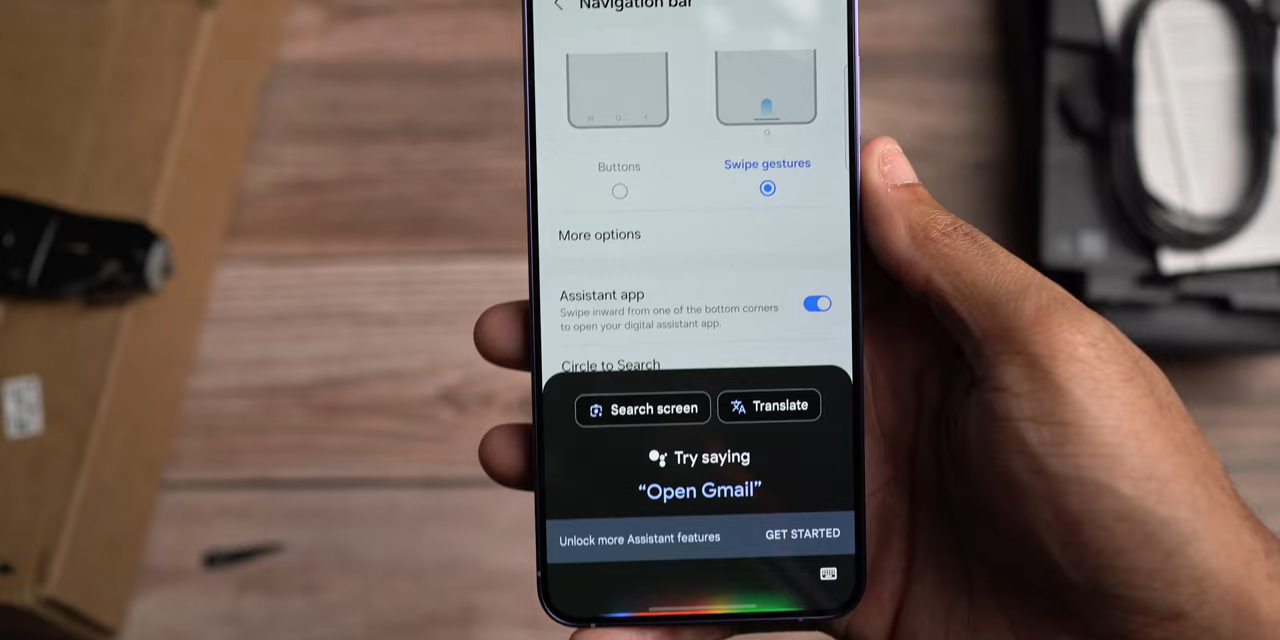 Navigation bar
Buttons
Swipe gestures
More options
Assistant app
Swipe inward from one of the bottom corners
to open your digital assistant app.
Circle to Search
Search screen
Translate
Try saying
“Open Gmail”
Unlock more Assistant features
GET STARTED